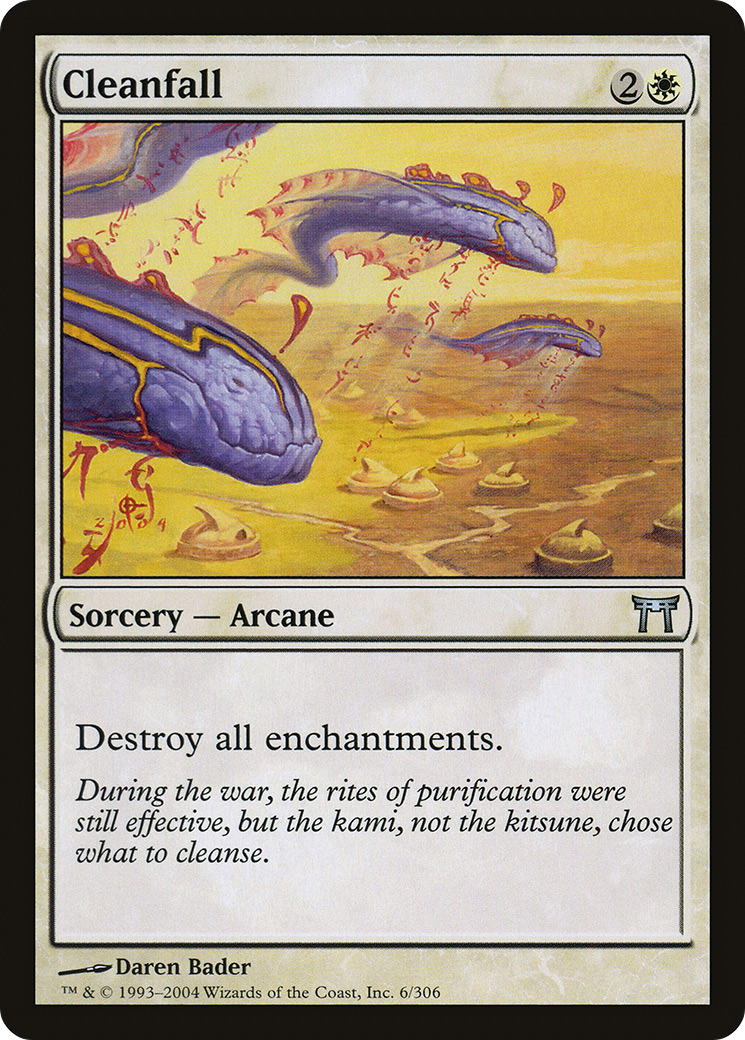 Cleanfall 2
2004
Sorcery — Arcane
Destroy all enchantments.
During the war, the rites of purification were
still effective, but the kami, not the kitsune, chose
what to cleanse.
Daren Bader
™ & © 1993–2004 Wizards of the Coast, Inc. 6/306